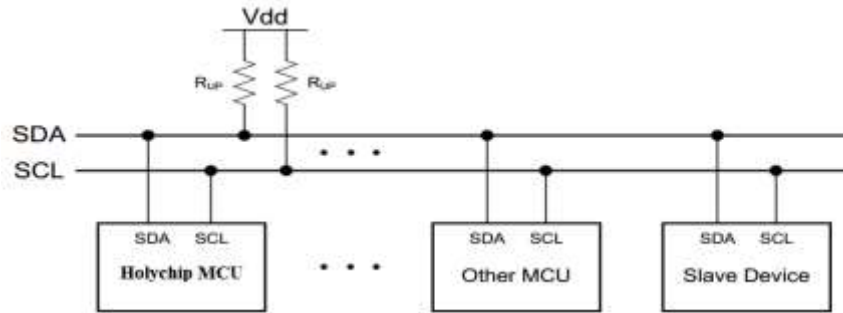 Vdd
RUP RUP
SDA
SCL
SDA SCL SDA SCL SDA SCL
Holychip MCU Other MCU Slave Device